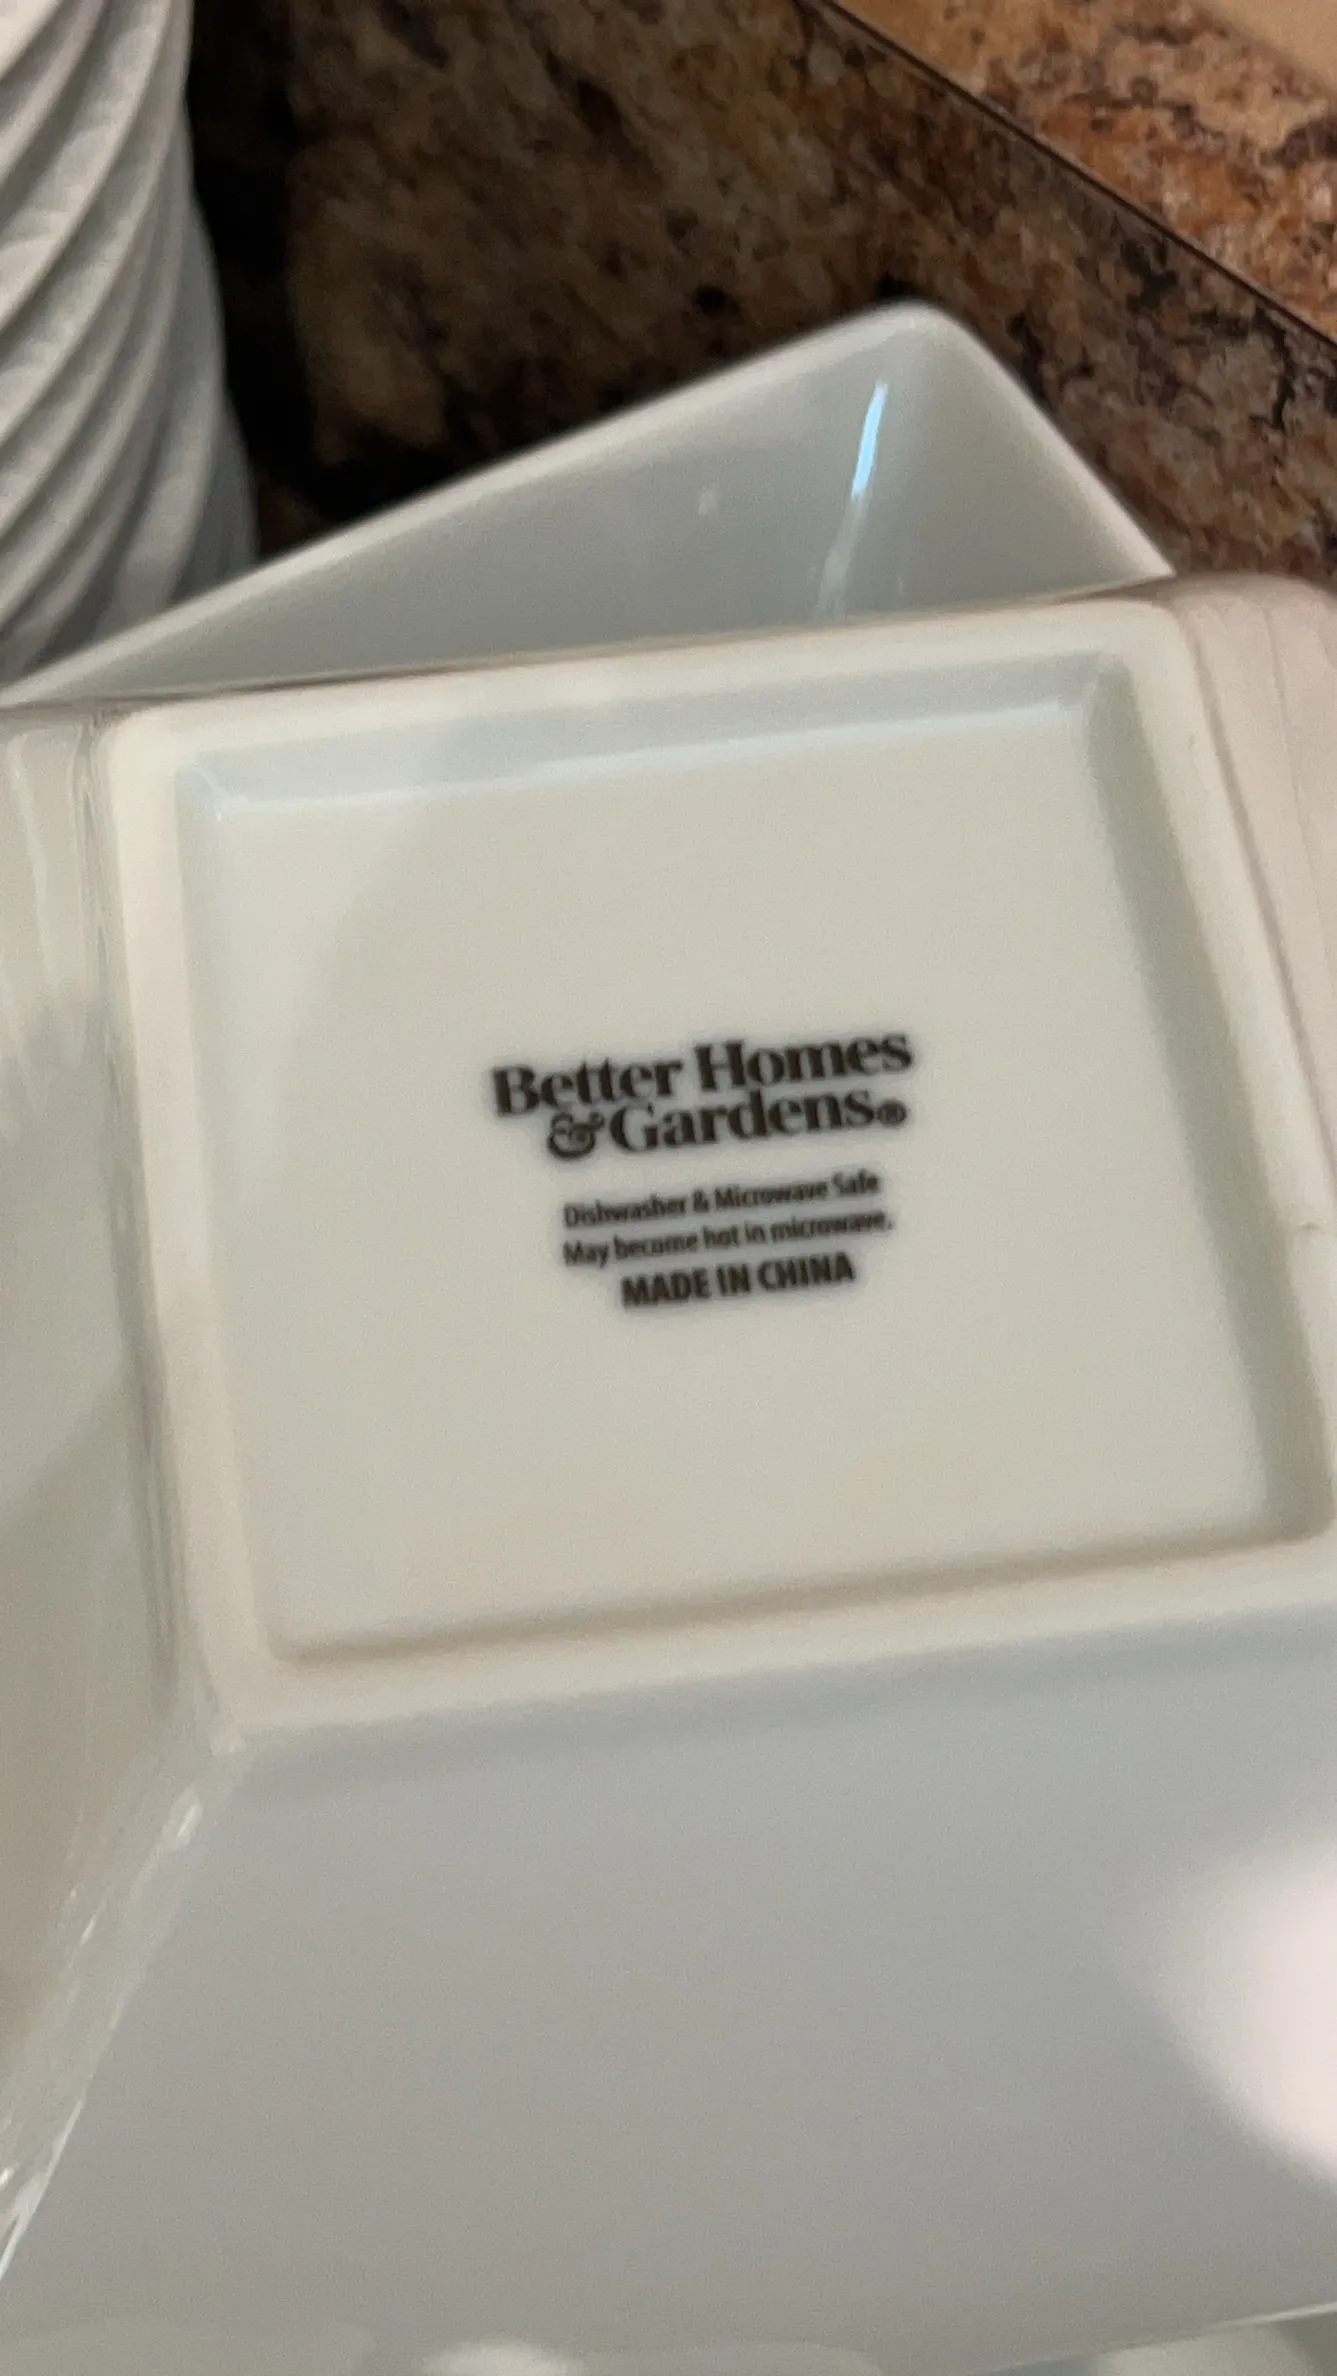 Better Homes
&Gardens®
Dishwasher & Microwave Safe
May become hot in microwave.
MADE IN CHINA